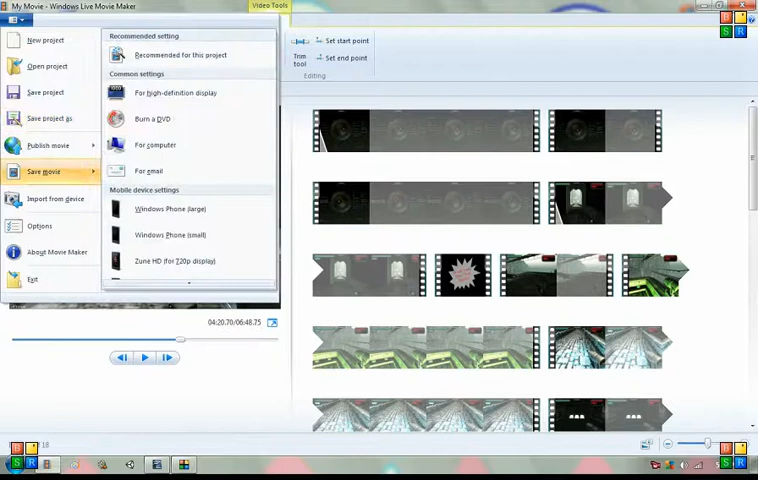 My Movie - Windows Live Movie Maker
Video Tools
New project
Open project
Save project
Save project as
Publish movie
Save movie
Import from device
Options
About Movie Maker
Exit
Recommended setting
Recommended for this project
Common settings
For high-definition display
Burn a DVD
For computer
For email
Mobile device settings
Windows Phone (large)
Windows Phone (small)
Zune HD (for 720p display)
Trim
tool
Set start point
Set end point
Editing
04:20.70/06:48.75
B
S R
B
S R
B
S R
18